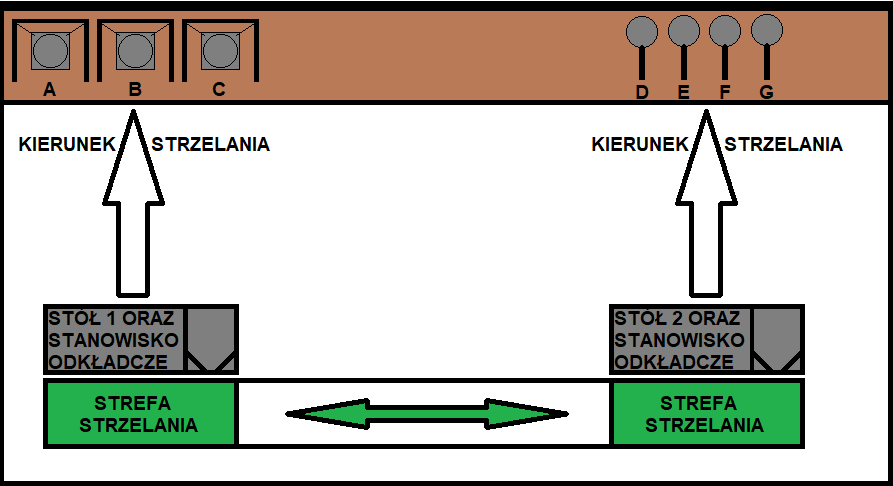 A B C D E F G
KIERUNEK STRZELANIA KIERUNEK STRZELANIA
STÓŁ 1 ORAZ
STANOWISKO
ODKŁADCZE
STÓŁ 2 ORAZ
STANOWISKO
ODKŁADCZE
STREFA
STRZELANIA
STREFA
STRZELANIA